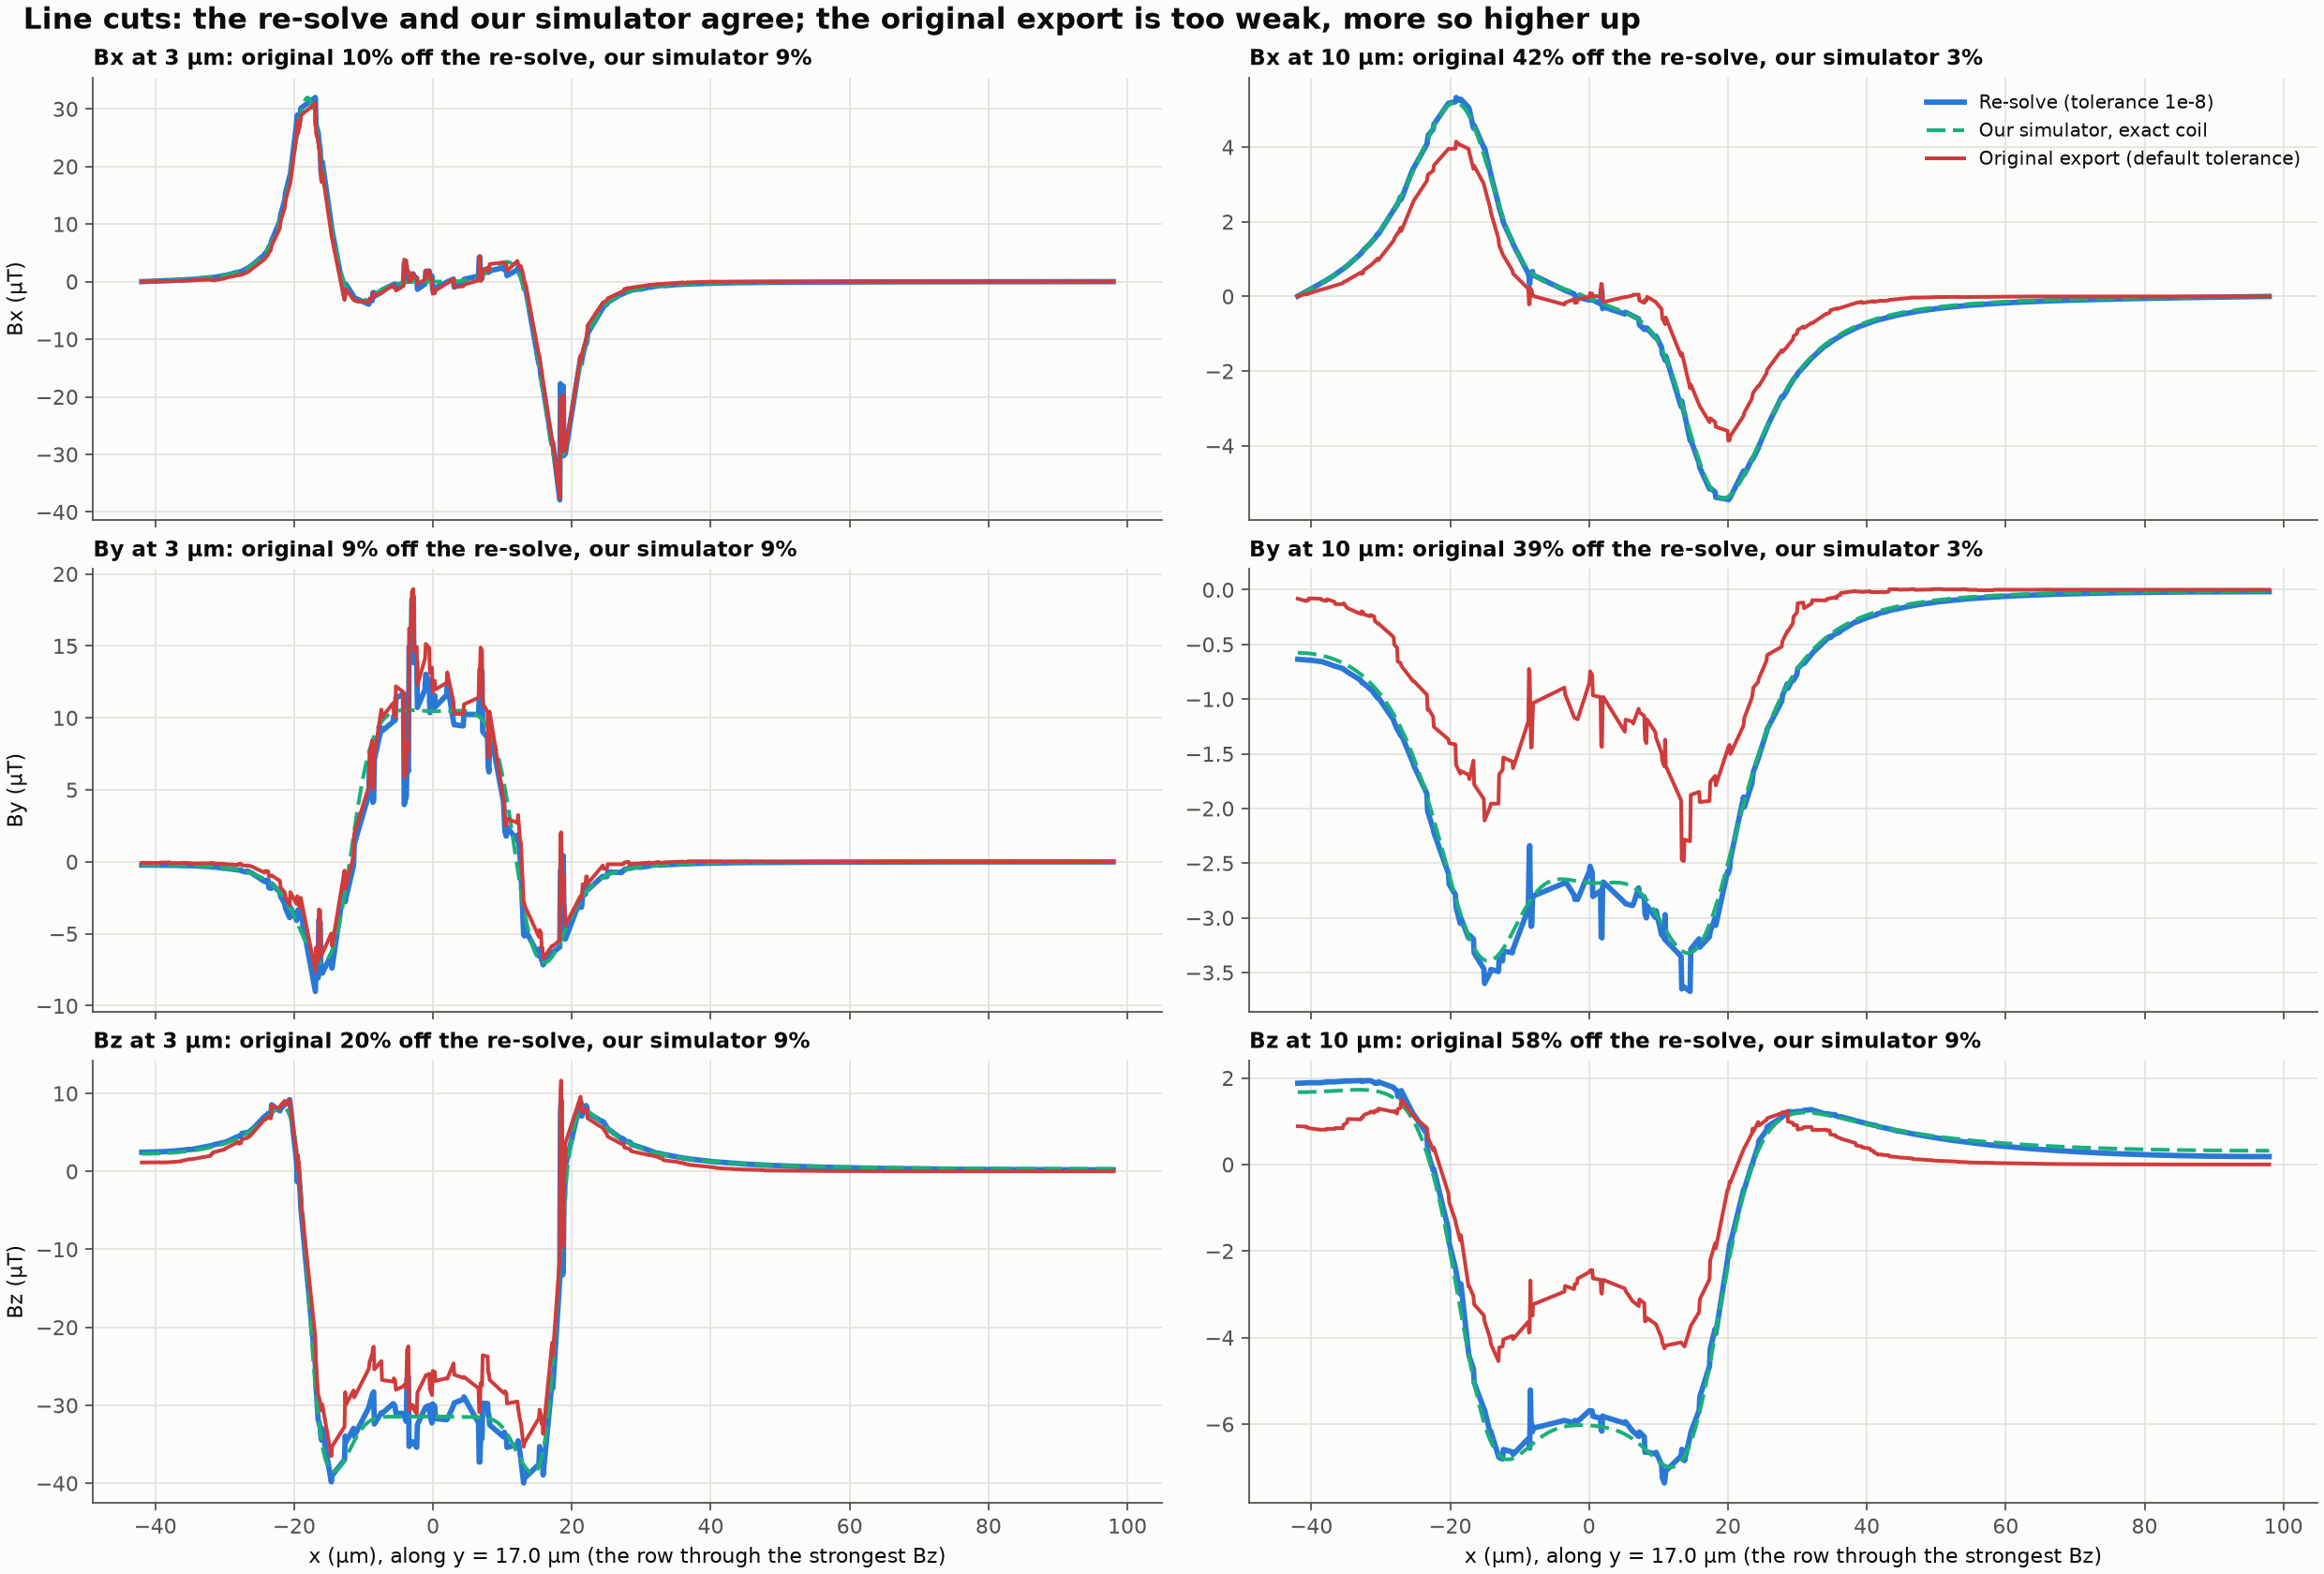 Line cuts: the re-solve and our simulator agree; the original export is too weak, more so higher up
Bx at 3 µm: original 10% off the re-solve, our simulator 9%
30
20
10
0
−10
−20
−30
−40
Bx (µT)
Bx at 10 µm: original 42% off the re-solve, our simulator 3%
Re-solve (tolerance 1e-8)
Our simulator, exact coil
Original export (default tolerance)
4
2
0
−2
−4
By at 3 µm: original 9% off the re-solve, our simulator 9%
20
15
10
5
0
−5
−10
By (µT)
By at 10 µm: original 39% off the re-solve, our simulator 3%
0.0
−0.5
−1.0
−1.5
−2.0
−2.5
−3.0
−3.5
Bz at 3 µm: original 20% off the re-solve, our simulator 9%
10
0
−10
−20
−30
−40
Bz (µT)
−40 −20 0 20 40 60 80 100
x (µm), along y = 17.0 µm (the row through the strongest Bz)
Bz at 10 µm: original 58% off the re-solve, our simulator 9%
2
0
−2
−4
−6
−40 −20 0 20 40 60 80 100
x (µm), along y = 17.0 µm (the row through the strongest Bz)